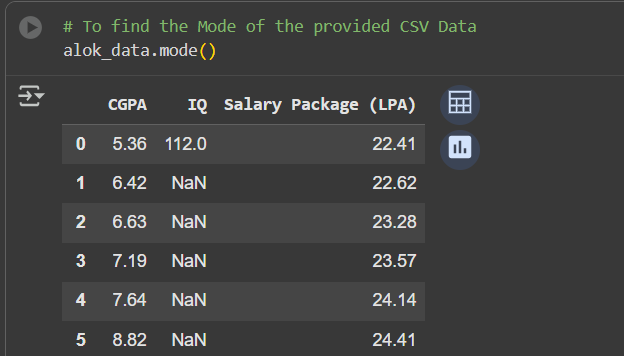 # To find the Mode of the provided CSV Data
alok_data.mode()
CGPA IQ Salary Package (LPA)
0 5.36 112.0 22.41
1 6.42 NaN 22.62
2 6.63 NaN 23.28
3 7.19 NaN 23.57
4 7.64 NaN 24.14
5 8.82 NaN 24.41